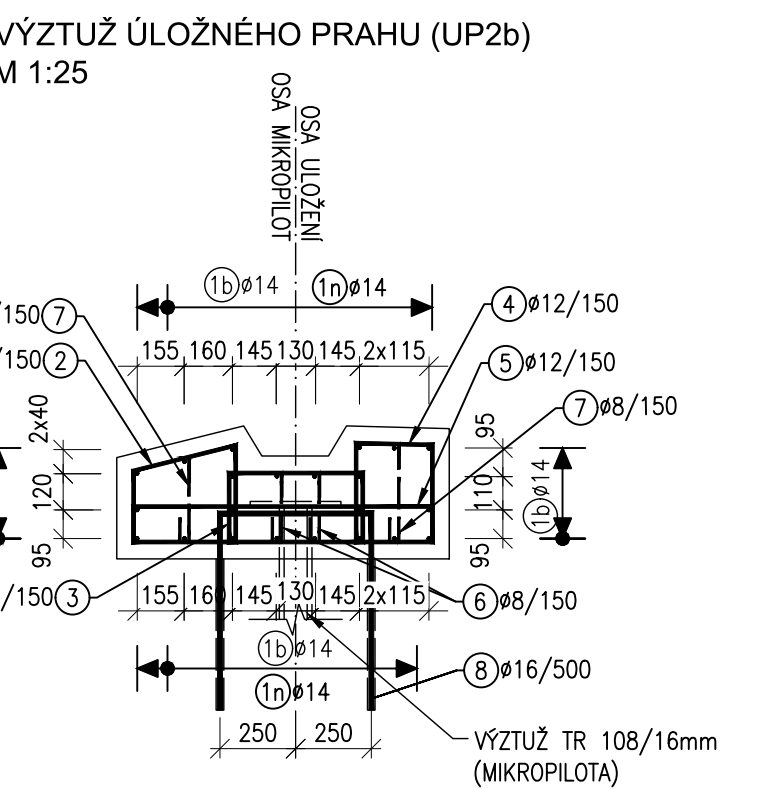 VÝZTUŽ ÚLOŽNÉHO PRAHU (UP2b)
M 1:25
OSA MIKROPILOT
OSA ULOŽENÍ
1b ø14 1n ø14
/150 7
4 ø12/150
155 160 145 130 145 2x115
/150 2
5 ø12/150
7 ø8/150
2x40
120
95
95
110
95
1b ø14
/150 3
155 160 145 130 145 2x115
6 ø8/150
1b ø14
1n ø14
8 ø16/500
250 250
VÝZTUŽ TR 108/16mm
(MIKROPILOTA)